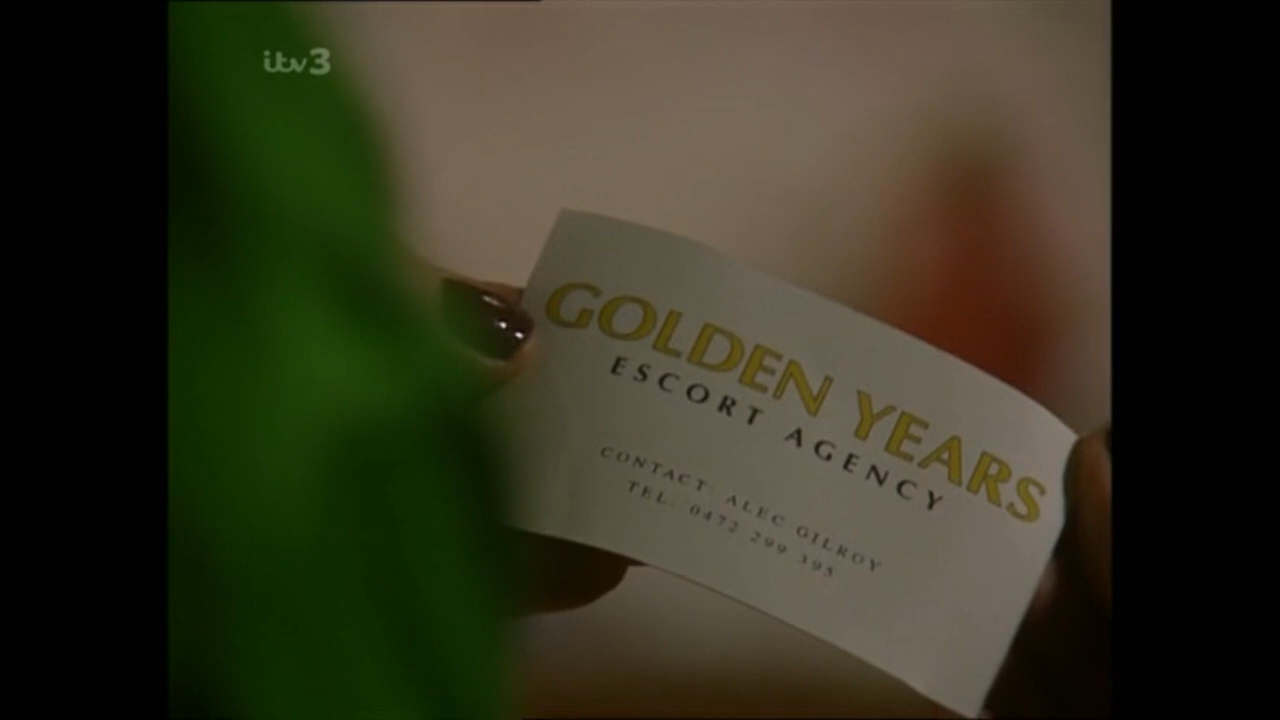 itv3
GOLDEN YEARS
ESCORT AGENCY
CONTACT: ALEC GILROY
TEL: 0472 299 395